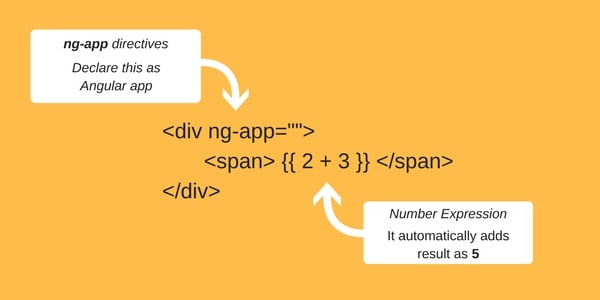 ng-app directives
Declare this as
Angular app
<div ng-app="">
<span> {{ 2 + 3 }} </span>
</div>
Number Expression
It automatically adds
result as 5